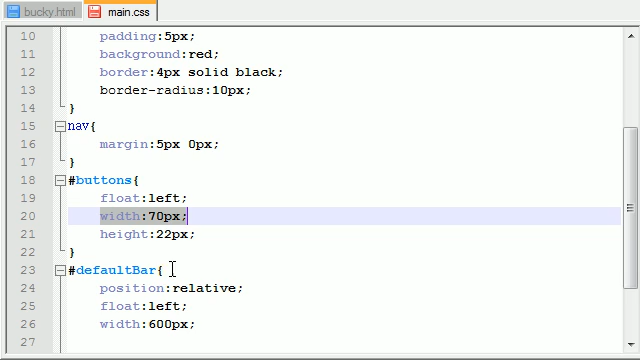 bucky.html main.css
10 padding:5px;
11 background:red;
12 border:4px solid black;
13 border-radius:10px;
14 }
15 nav{
16 margin:5px 0px;
17 }
18 #buttons{
19 float:left;
20 width:70px;
21 height:22px;
22 }
23 #defaultBar{
24 position:relative;
25 float:left;
26 width:600px;
27